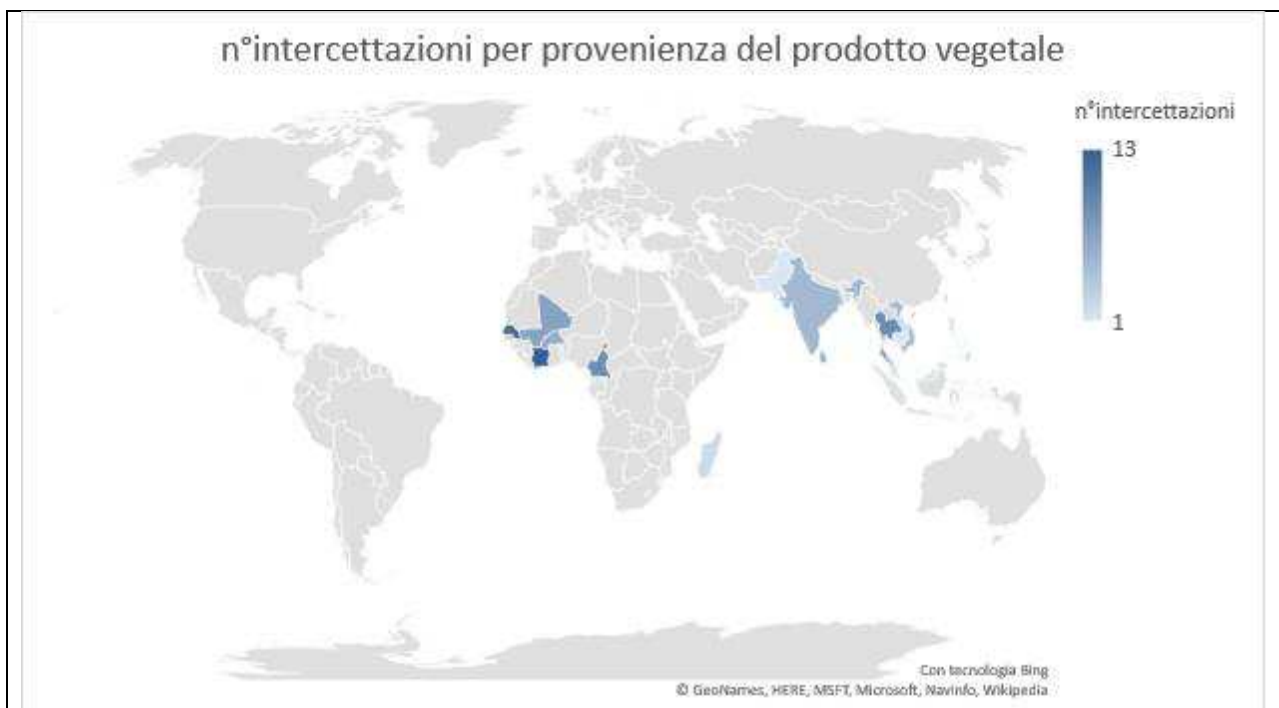 n°intercettazioni per provenienza del prodotto vegetale
n°intercettazioni
13
1
Con tecnologia Bing
© GeoNames, HERE, MSFT, Microsoft, Navinfo, Wikipedia